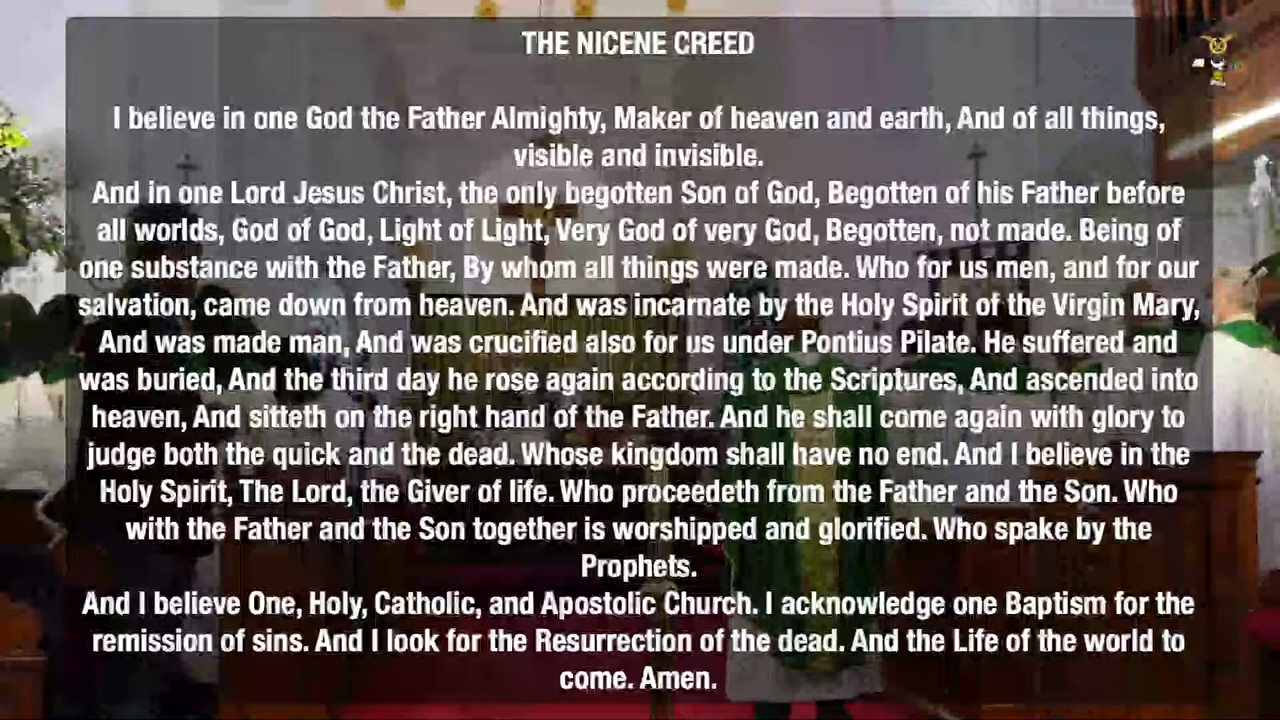 THE NICENE CREED
I believe in one God the Father Almighty, Maker of heaven and earth, And of all things,
visible and invisible.
And in one Lord Jesus Christ, the only begotten Son of God, Begotten of his Father before
all worlds, God of God, Light of Light, Very God of very God, Begotten, not made. Being of
one substance with the Father, By whom all things were made. Who for us men, and for our
salvation, came down from heaven. And was incarnate by the Holy Spirit of the Virgin Mary,
And was made man, And was crucified also for us under Pontius Pilate. He suffered and
was buried, And the third day he rose again according to the Scriptures, And ascended into
heaven, And sitteth on the right hand of the Father. And he shall come again with glory to
judge both the quick and the dead. Whose kingdom shall have no end. And I believe in the
Holy Spirit, The Lord, the Giver of life. Who proceedeth from the Father and the Son. Who
with the Father and the Son together is worshipped and glorified. Who spake by the
Prophets.
And I believe One, Holy, Catholic, and Apostolic Church. I acknowledge one Baptism for the
remission of sins. And I look for the Resurrection of the dead. And the Life of the world to
come. Amen.